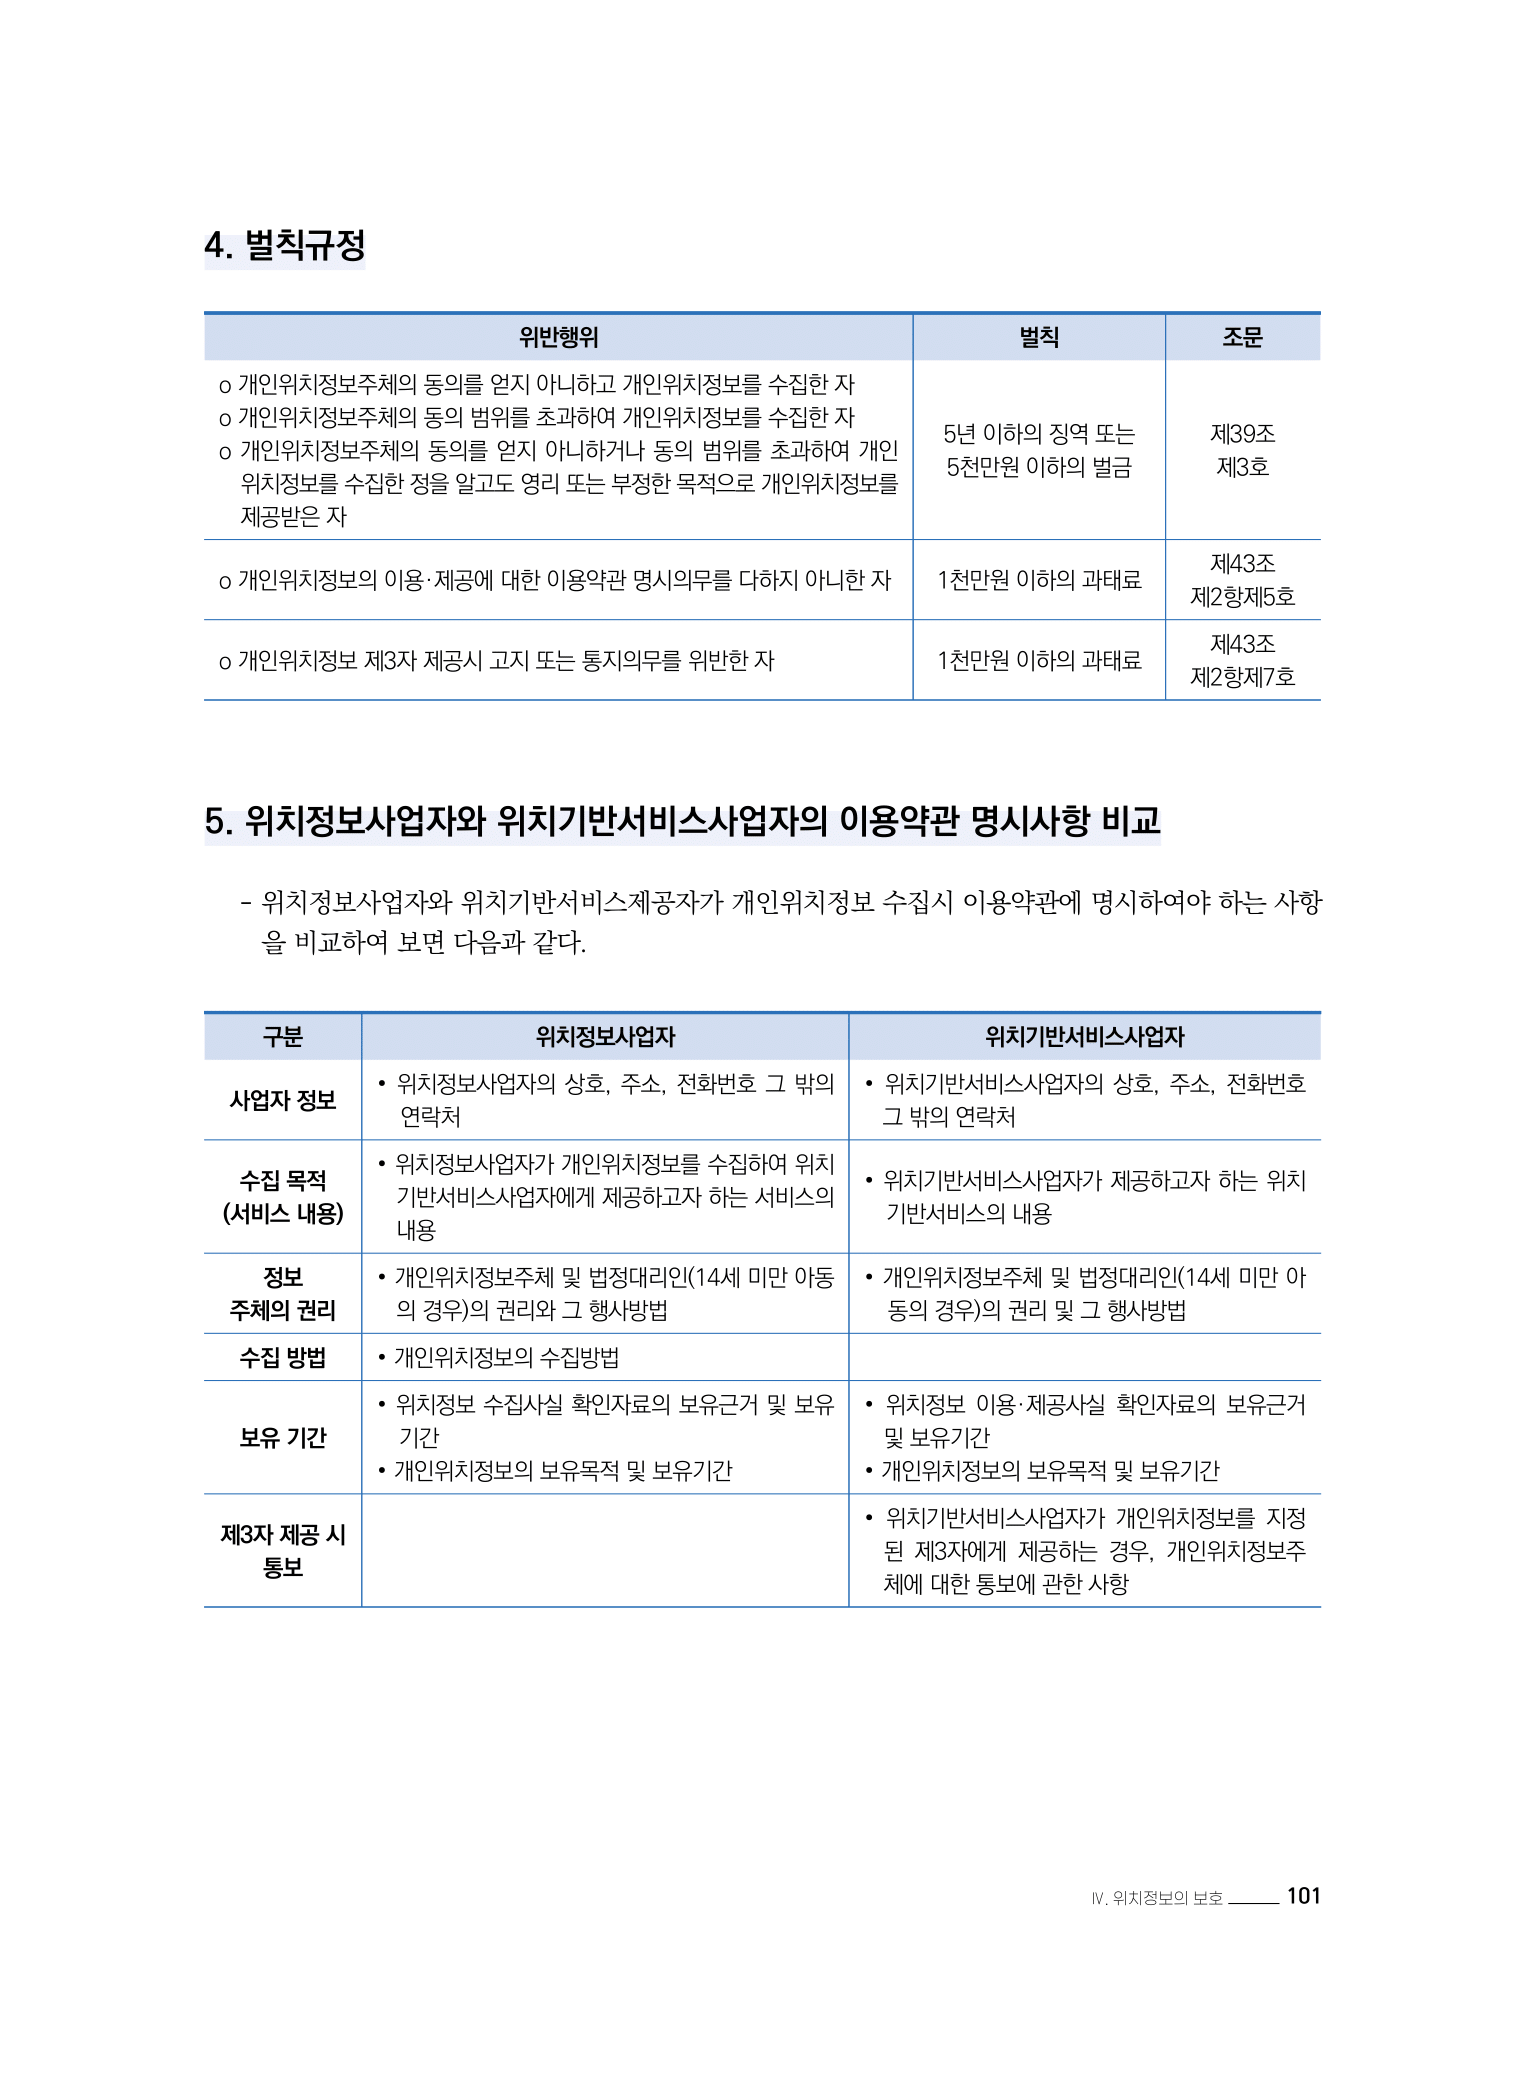 4. 벌칙규정
위반행위 벌칙 조문
o 개인위치정보주체의 동의를 얻지 아니하고 개인위치정보를 수집한 자
o 개인위치정보주체의 동의 범위를 초과하여 개인위치정보를 수집한 자
o 개인위치정보주체의 동의를 얻지 아니하거나 동의 범위를 초과하여 개인
위치정보를 수집한 정을 알고도 영리 또는 부정한 목적으로 개인위치정보를
제공받은 자
5년 이하의 징역 또는
5천만원 이하의 벌금
제39조
제3호
o 개인위치정보의 이용·제공에 대한 이용약관 명시의무를 다하지 아니한 자
1천만원 이하의 과태료
제43조
제2항제5호
o 개인위치정보 제3자 제공시 고지 또는 통지의무를 위반한 자
1천만원 이하의 과태료
제43조
제2항제7호
5. 위치정보사업자와 위치기반서비스사업자의 이용약관 명시사항 비교
- 위치정보사업자와 위치기반서비스제공자가 개인위치정보 수집시 이용약관에 명시하여야 하는 사항
을 비교하여 보면 다음과 같다.
구분 위치정보사업자 위치기반서비스사업자
사업자 정보
• 위치정보사업자의 상호, 주소, 전화번호 그 밖의
연락처
• 위치기반서비스사업자의 상호, 주소, 전화번호
그 밖의 연락처
수집 목적
(서비스 내용)
• 위치정보사업자가 개인위치정보를 수집하여 위치
기반서비스사업자에게 제공하고자 하는 서비스의
내용
• 위치기반서비스사업자가 제공하고자 하는 위치
기반서비스의 내용
정보
주체의 권리
• 개인위치정보주체 및 법정대리인(14세 미만 아동
의 경우)의 권리와 그 행사방법
• 개인위치정보주체 및 법정대리인(14세 미만 아
동의 경우)의 권리 및 그 행사방법
수집 방법
• 개인위치정보의 수집방법
보유 기간
• 위치정보 수집사실 확인자료의 보유근거 및 보유
기간
• 개인위치정보의 보유목적 및 보유기간
• 위치정보 이용·제공사실 확인자료의 보유근거
및 보유기간
• 개인위치정보의 보유목적 및 보유기간
제3자 제공 시
통보
• 위치기반서비스사업자가 개인위치정보를 지정
된 제3자에게 제공하는 경우, 개인위치정보주
체에 대한 통보에 관한 사항
Ⅳ. 위치정보의 보호 101